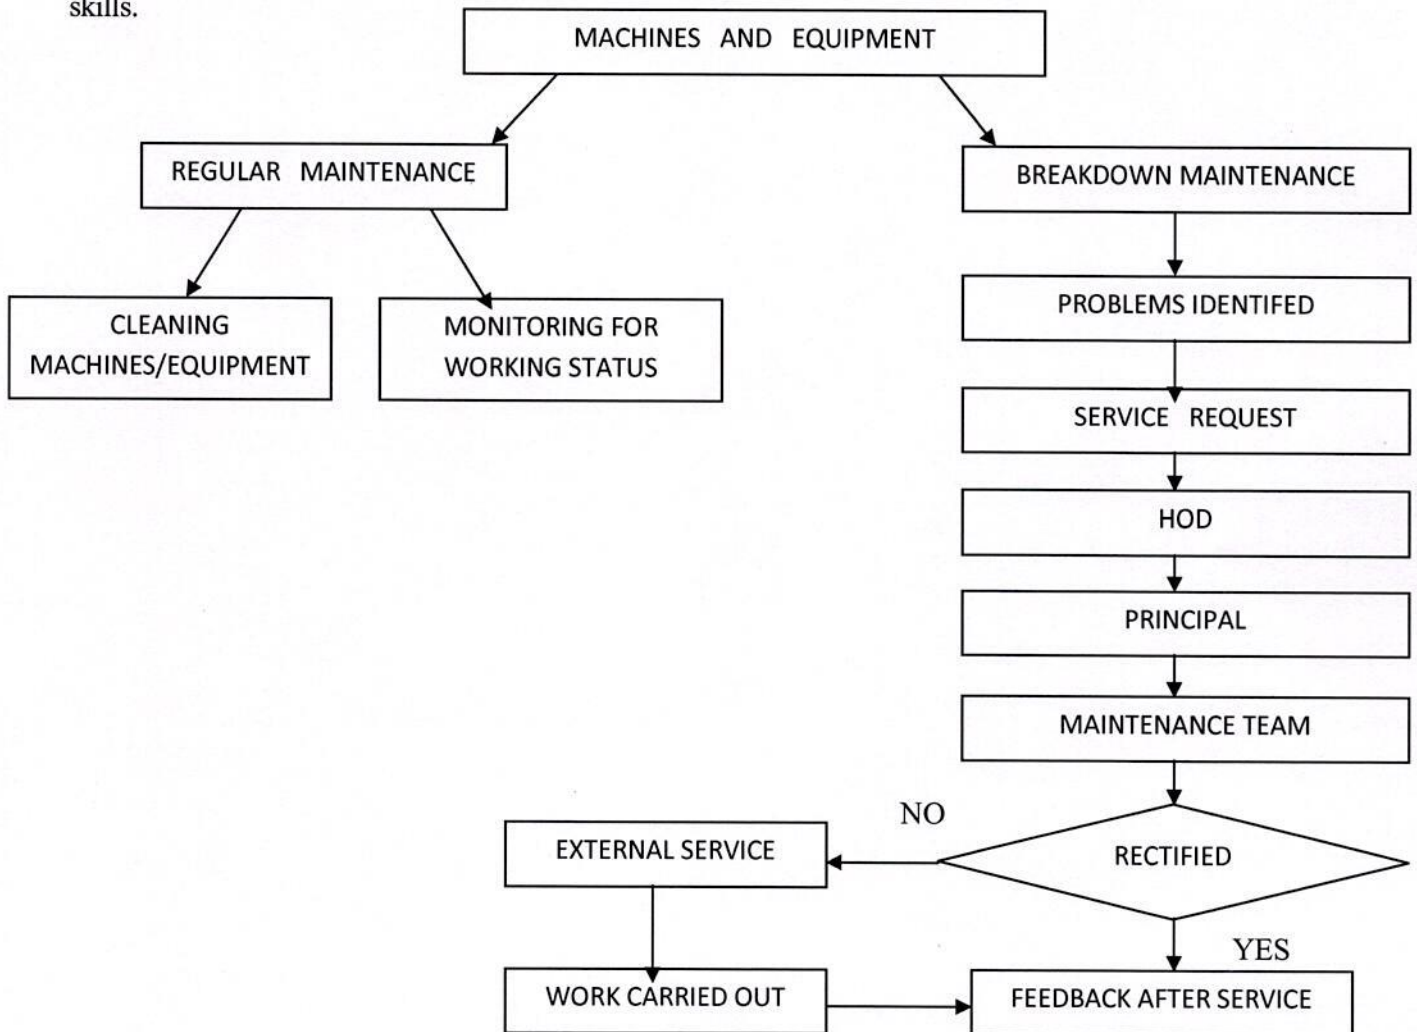 skills.
MACHINES AND EQUIPMENT
REGULAR MAINTENANCE
BREAKDOWN MAINTENANCE
CLEANING
MACHINES/EQUIPMENT
MONITORING FOR
WORKING STATUS
PROBLEMS IDENTIFED
SERVICE REQUEST
HOD
PRINCIPAL
MAINTENANCE TEAM
RECTIFIED
NO
EXTERNAL SERVICE
YES
WORK CARRIED OUT
FEEDBACK AFTER SERVICE